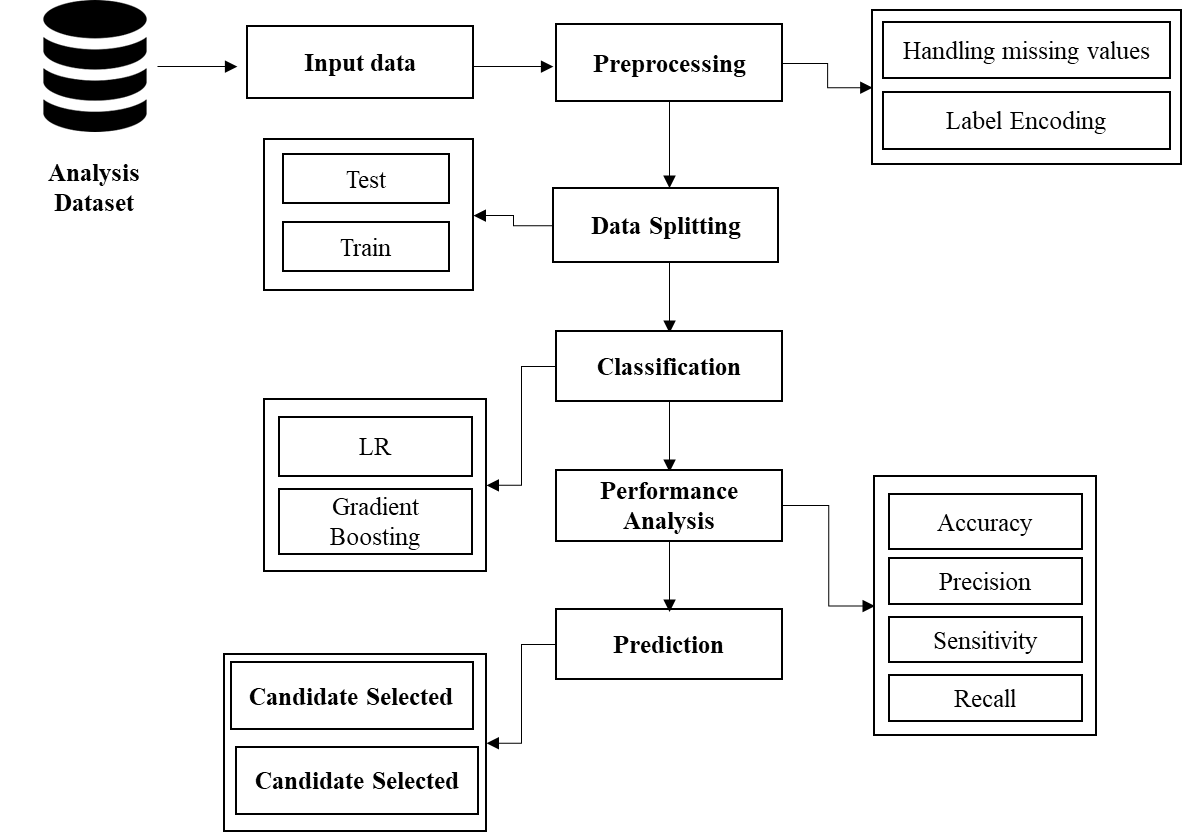 Analysis
Dataset
Input data
Preprocessing
Handling missing values
Label Encoding
Test
Train
Data Splitting
Classification
LR
Gradient
Boosting
Performance
Analysis
Accuracy
Precision
Sensitivity
Recall
Prediction
Candidate Selected
Candidate Selected